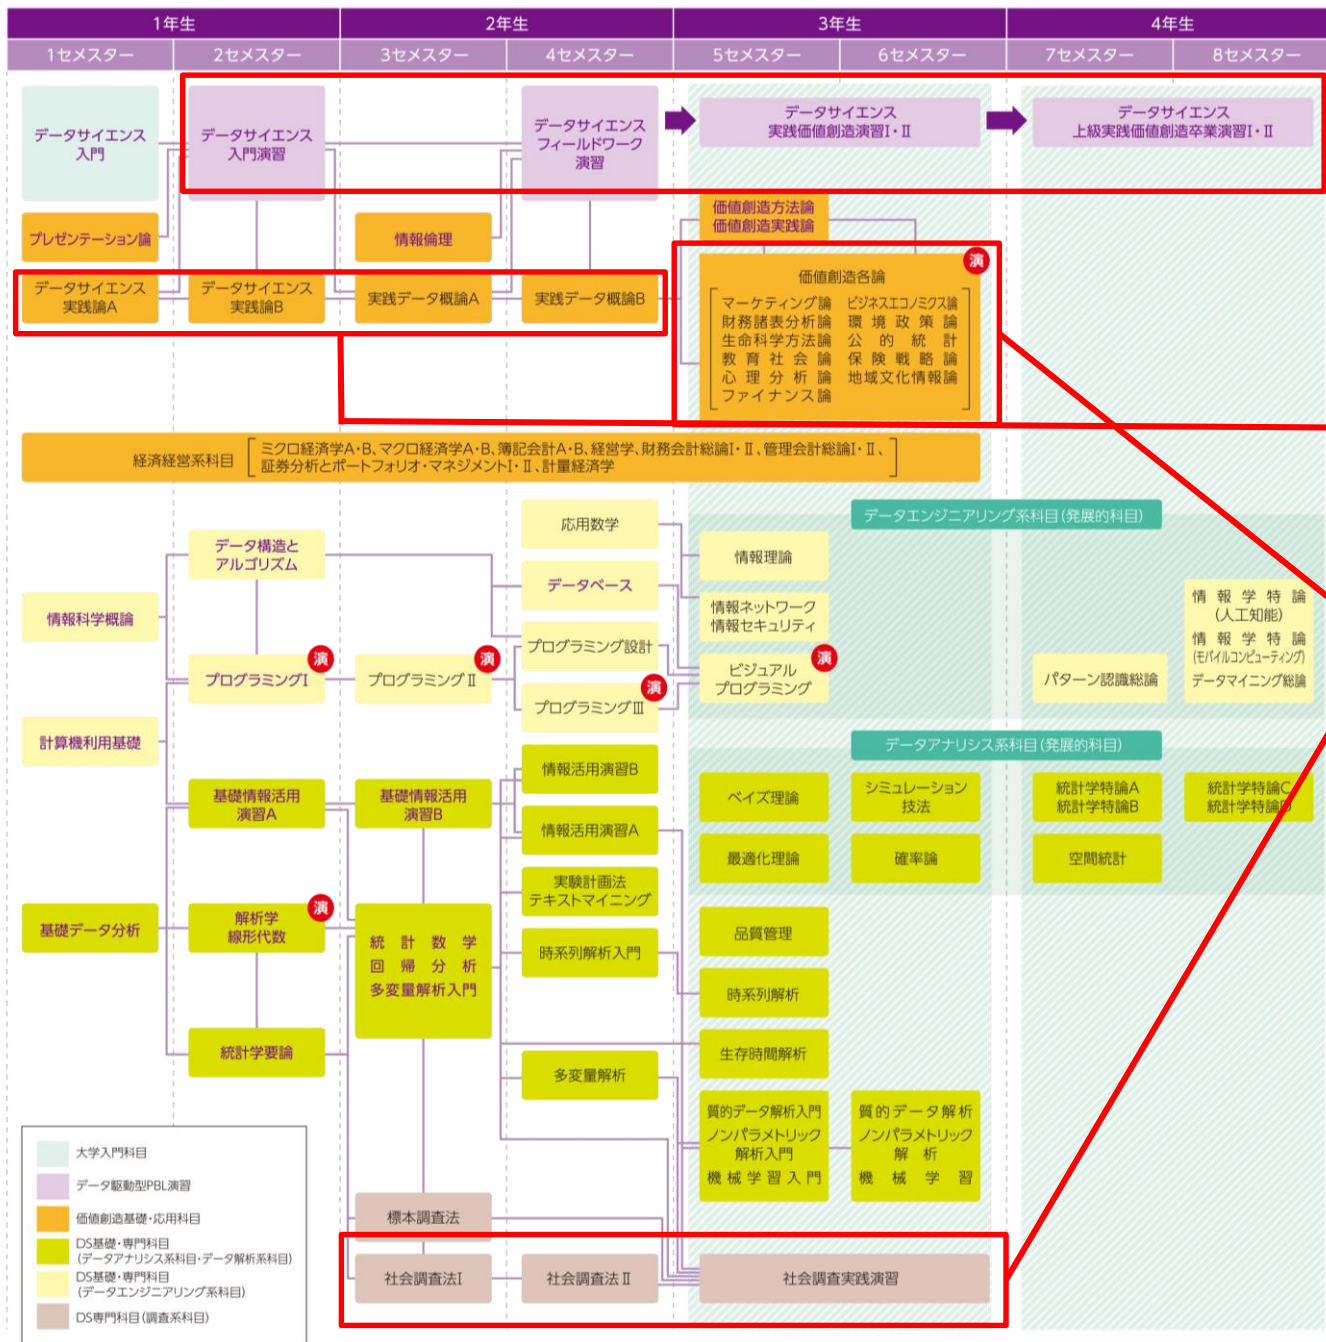 1年生
2年生
3年生
4年生
1セメスター
2セメスター
3セメスター
4セメスター
5セメスター
6セメスター
7セメスター
8セメスター
データサイエンス
入門
データサイエンス
入門演習
データサイエンス
フィールドワーク
演習
データサイエンス
実践価値創造演習Ⅰ・Ⅱ
データサイエンス
上級実践価値創造卒業演習Ⅰ・Ⅱ
プレゼンテーション論
情報倫理
価値創造方法論
価値創造実践論
データサイエンス
実践論A
データサイエンス
実践論B
実践データ概論A
実践データ概論B
演
価値創造各論
マーケティング論 ビジネスエコノミクス論
財務諸表分析論 環境政策論
生命科学方法論 公的統計
教育社会論 保険戦略論
心理分析論 地域文化情報論
ファイナンス論
経済経営系科目
ミクロ経済学A・B、マクロ経済学A・B、簿記会計A・B、経営学、財務会計総論Ⅰ・Ⅱ、管理会計総論Ⅰ・Ⅱ、
証券分析とポートフォリオ・マネジメントⅠ・Ⅱ、計量経済学
データエンジニアリング系科目(発展的科目)
応用数学
データ構造と
アルゴリズム
情報理論
データベース
情報科学概論
情報ネットワーク
情報セキュリティ
情報学特論
(人工知能)
情報学特論
(モバイルコンピューティング)
データマイニング総論
プログラミング設計
プログラミングⅠ
演
プログラミングⅡ
演
プログラミングⅢ
演
ビジュアル
プログラミング
演
パターン認識総論
計算機利用基礎
データアナリシス系科目(発展的科目)
情報活用演習B
基礎情報活用
演習A
基礎情報活用
演習B
ベイズ理論
シミュレーション
技法
統計学特論A
統計学特論B
統計学特論C
統計学特論D
情報活用演習A
最適化理論
確率論
空間統計
実験計画法
テキストマイニング
基礎データ分析
解析学
線形代数
演
統計数学
回帰分析
多変量解析入門
時系列解析入門
品質管理
時系列解析
統計学要論
生存時間解析
多変量解析
質的データ解析入門
ノンパラメトリック
解析入門
機械学習入門
質的データ解析
ノンパラメトリック
解析
機械学習
標本調査法
社会調査法Ⅰ
社会調査法Ⅱ
社会調査実践演習
大学入門科目
データ駆動型PBL演習
価値創造基礎・応用科目
DS基礎・専門科目
(データアナリシス系科目・データ解析系科目)
DS基礎・専門科目
(データエンジニアリング系科目)
DS専門科目(調査系科目)